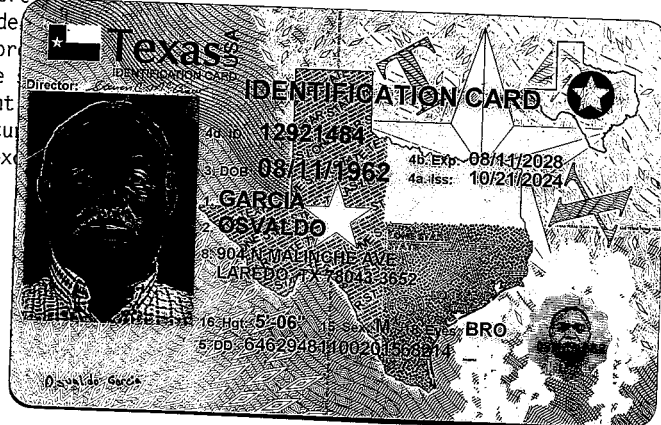 Texas USA
IDENTIFICATION CARD
Director:
IDENTIFICATION CARD
4d. ID: 12921484
3. DOB: 08/11/1962
4b. Exp: 08/11/2028
4a. Iss: 10/21/2024
1. GARCIA
2. OSVALDO
8. 904 N MALINCHE AVE
LAREDO, TX 78043-3652
16. Hgt: 5'-06" 15. Sex: M 18. Eyes: BRO
5. DD:
Osvaldo Garcia